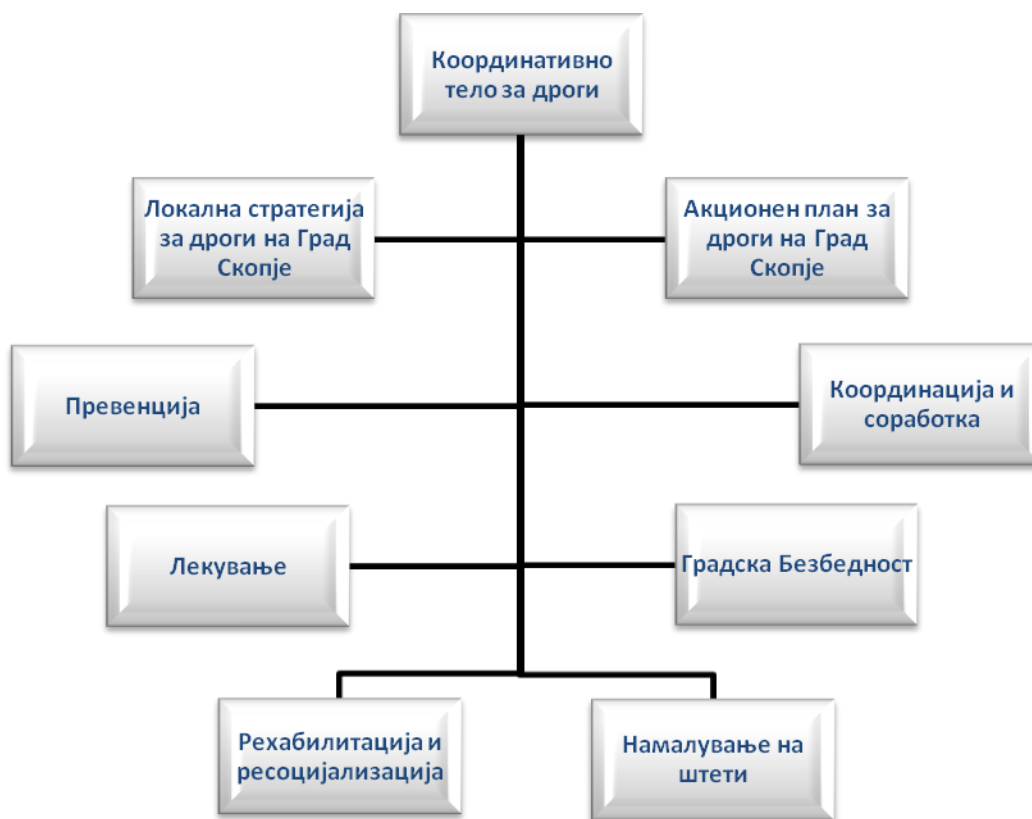 Координативно
тело за дроги
Локална стратегија
за дроги на Град
Скопје
Акционен план за
дроги на Град
Скопје
Превенција
Координација и
соработка
Лекување
Градска Безбедност
Рехабилитација и
ресоцијализација
Намалување на
штети